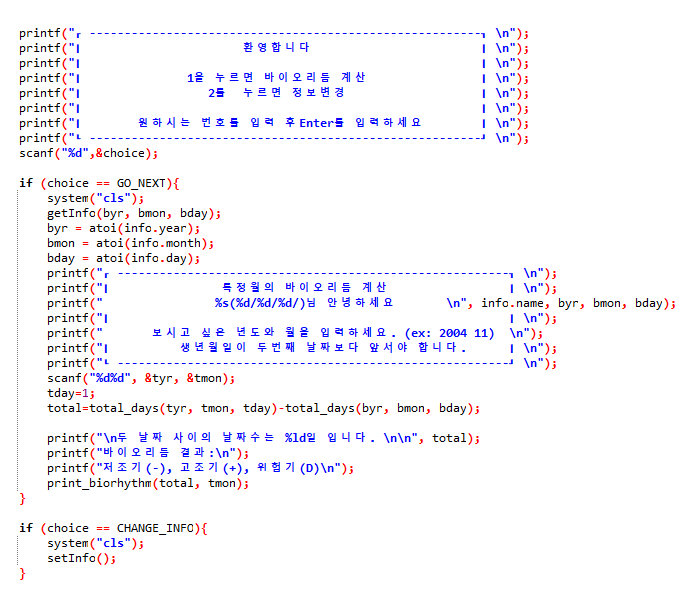 printf("┏ -------------------------------------------------------┓ \n");
printf("┃ 환영합니다 ┃ \n");
printf("┃ ┃ \n");
printf("┃ 1을 누르면 바이오리듬 계산 ┃ \n");
printf("┃ 2를 누르면 정보변경 ┃ \n");
printf("┃ ┃ \n");
printf("┃ 원하시는 번호를 입력 후 Enter를 입력하세요 ┃ \n");
printf("┗ -------------------------------------------------------┛ \n");
scanf("%d",&choice);
if (choice == GO_NEXT){
system("cls");
getInfo(byr, bmon, bday);
byr = atoi(info.year);
bmon = atoi(info.month);
bday = atoi(info.day);
printf("┏ -------------------------------------------------------┓ \n");
printf("┃ 특정월의 바이오리듬 계산 ┃ \n");
printf(" %s(%d/%d/%d/)님 안녕하세요 \n", info.name, byr, bmon, bday);
printf("┃ ┃ \n");
printf(" 보시고 싶은 년도와 월을 입력하세요. (ex: 2004 11) \n");
printf("┃ 생년월일이 두번째 날짜보다 앞서야 합니다. ┃ \n");
printf("┗ -------------------------------------------------------┛ \n");
scanf("%d%d", &tyr, &tmon);
tday=1;
total=total_days(tyr, tmon, tday)-total_days(byr, bmon, bday);
printf("\n두 날짜 사이의 날짜수는 %ld일 입니다. \n\n", total);
printf("바이오리듬 결과:\n");
printf("저조기(-), 고조기(+), 위험기(D)\n");
print_biorhythm(total, tmon);
}
if (choice == CHANGE_INFO){
system("cls");
setInfo();
}